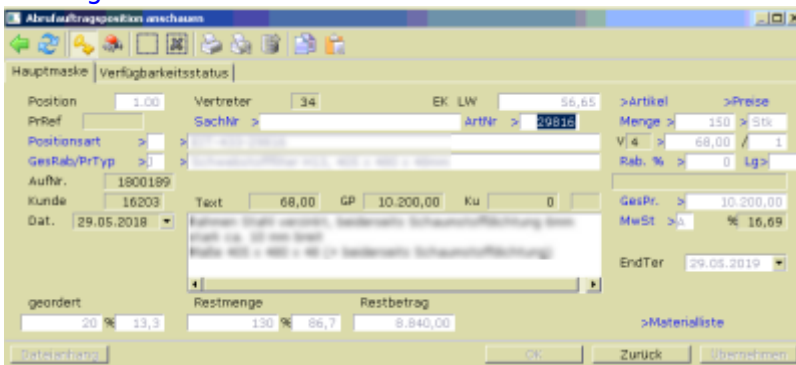 Abrufauftragsposition anschauen
Hauptmaske Verfügbarkeitsstatus
Position 1.00 Vertreter 34 EK LW 56,65 >Artikel >Preise
PrRef SachNr > ArtNr > 29816 Menge > 150 > Stk
Positionsart > > V 4 > 68,00 / 1
GesRab/PrTyp > > Rab. % > 0 Lg>
AufNr. 1800189
Kunde 16203 Text 68,00 GP 10.200,00 Ku 0 GesPr. > 10.200,00
Dat. 29.05.2018 MwSt > % 16,69
EndTer 29.05.2019
geordert Restmenge Restbetrag
20 % 13,3 130 % 86,7 8.840,00 >Materialliste
Dateianhang OK Zurück Übernehmen